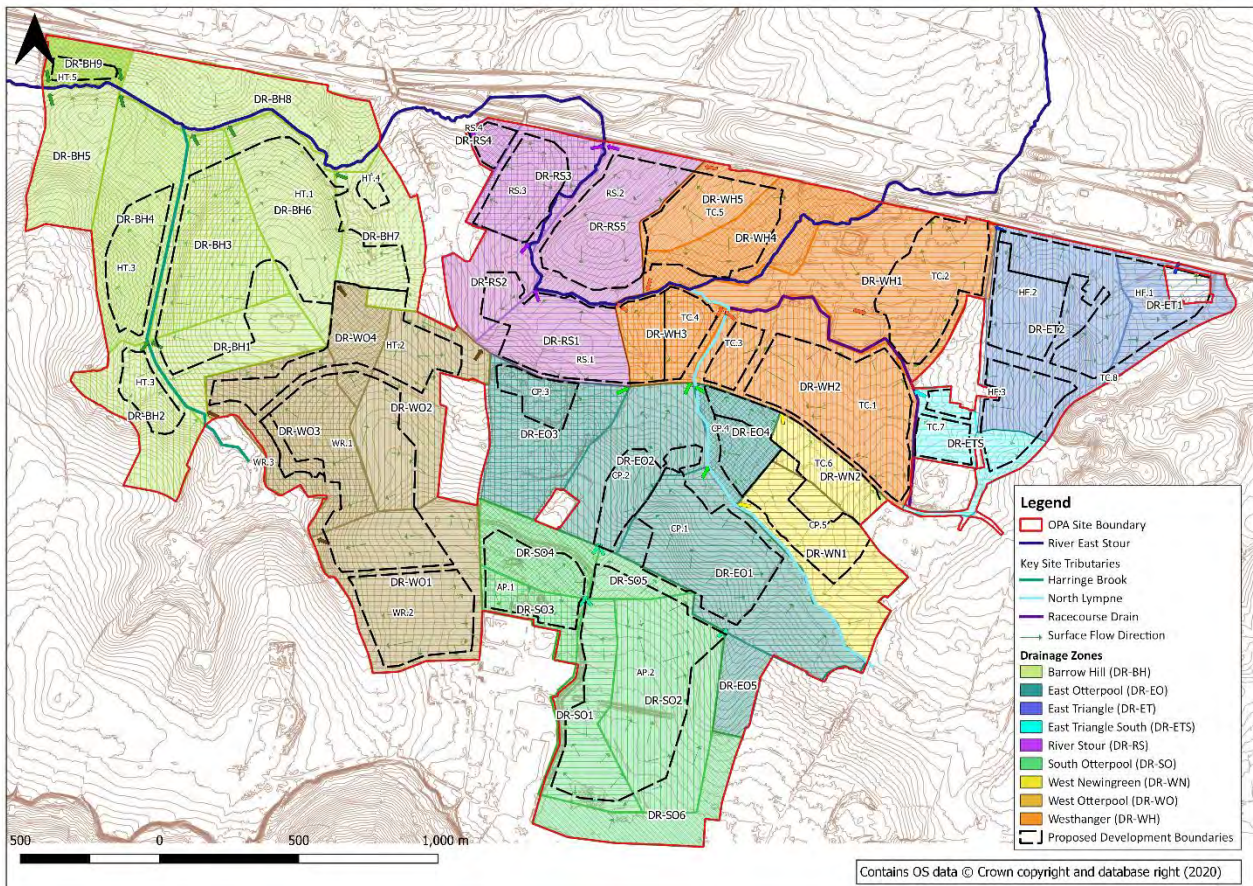 DR-BH9
HT.5
DR-BH8
DR-BH5
RS.4
DR-RS4
DR-RS3
RS.3
RS.2
DR-RS5
HT.4
HT.1
DR-BH6
DR-BH4
DR-BH3
HT.3
DR-BH7
DR-WH5
TC.5
DR-WH4
DR-WH1
TC.2
HF.2
HF.1
DR-ET1
DR-ET2
DR-RS2
DR-RS1
RS.1
TC.4
DR-WH3
TC.3
DR-WH2
TC.1
DR-BH1
DR-WO4
HT.2
HT.3
DR-BH2
DR-WO2
DR-WO3
WR.1
WR.3
CP.3
DR-EO3
CP.4
DR-EO4
DR-EO2
CP.2
TC.6
DR-WN2
HF.3
TC.8
TC.7
DR-ETS
CP.1
CP.5
DR-WN1
DR-EO1
DR-SO4
DR-SO5
AP.1
DR-SO3
DR-WO1
WR.2
AP.2
DR-SO2
DR-SO1
DR-EO5
DR-SO6
Legend
OPA Site Boundary
River East Stour
Key Site Tributaries
Harringe Brook
North Lympne
Racecourse Drain
Surface Flow Direction
Drainage Zones
Barrow Hill (DR-BH)
East Otterpool (DR-EO)
East Triangle (DR-ET)
East Triangle South (DR-ETS)
River Stour (DR-RS)
South Otterpool (DR-SO)
West Newingreen (DR-WN)
West Otterpool (DR-WO)
Westhanger (DR-WH)
Proposed Development Boundaries
500 0 500 1,000 m
Contains OS data © Crown copyright and database right (2020)